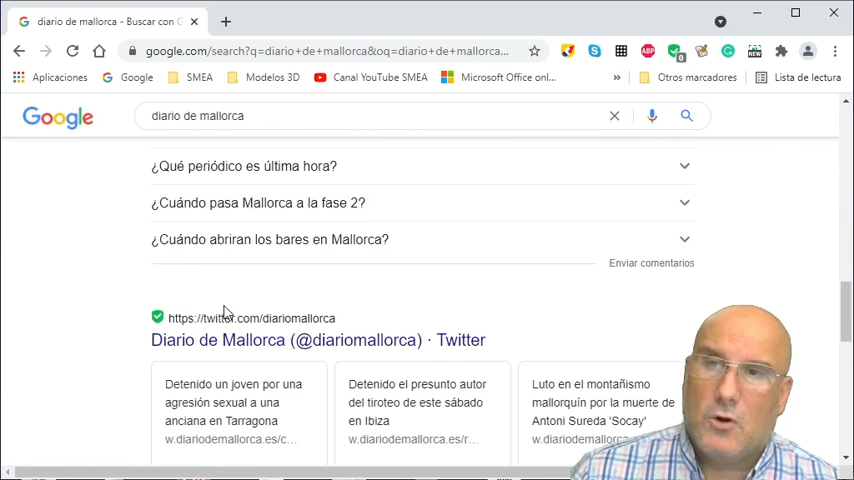 diario de mallorca - Buscar con G
google.com/search?q=diario+de+mallorca&oq=diario+de+mallorca...
ABP
0
NEW
Aplicaciones
Google
SMEA
Modelos 3D
Canal YouTube SMEA
Microsoft Office onl...
»
Otros marcadores
Lista de lectura
Google
diario de mallorca
¿Qué periódico es última hora?
¿Cuándo pasa Mallorca a la fase 2?
¿Cuándo abriran los bares en Mallorca?
Enviar comentarios
https://twitter.com/diariomallorca
Diario de Mallorca (@diariomallorca) · Twitter
Detenido un joven por una
agresión sexual a una
anciana en Tarragona
w.diariodemallorca.es/c...
Detenido el presunto autor
del tiroteo de este sábado
en Ibiza
w.diariodemallorca.es/r...
Luto en el montañismo
mallorquín por la muerte de
Antoni Sureda 'Socay'
w.diariodemallorca.es/